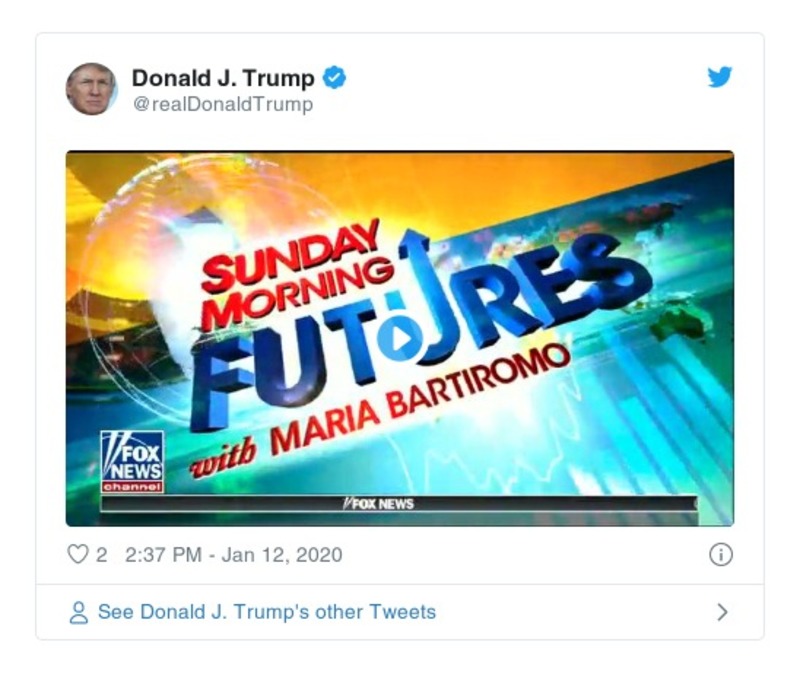 Donald J. Trump
@realDonaldTrump
SUNDAY
MORNING
FUTURES
with MARIA BARTIROMO
FOX
NEWS
channel
FOX NEWS
2 2:37 PM - Jan 12, 2020
See Donald J. Trump's other Tweets